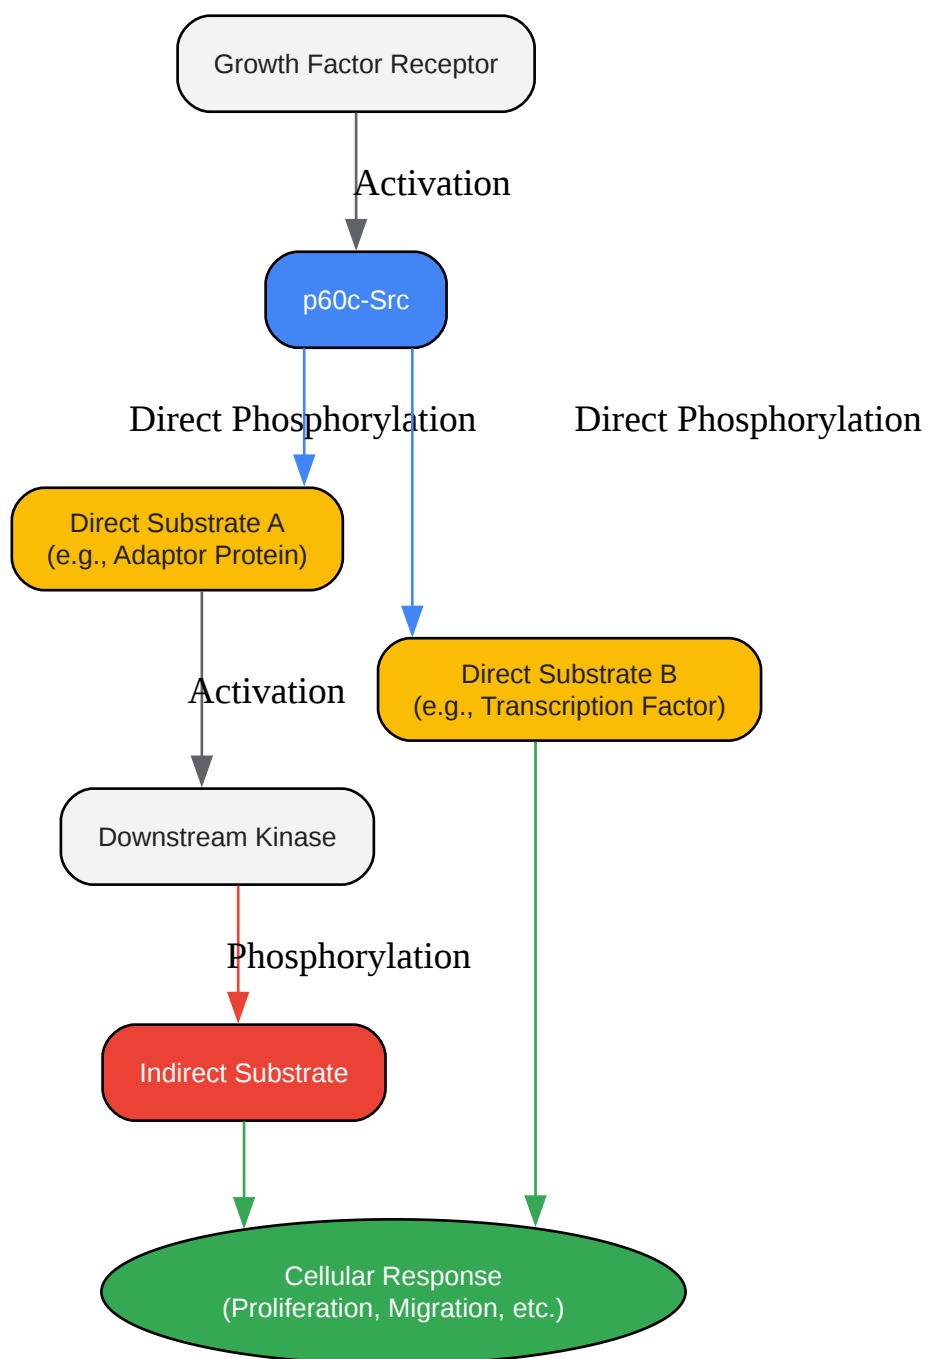 Growth Factor Receptor
Activation
p60c-Src
Direct Phosphorylation
Direct Phosphorylation
Direct Substrate A
(e.g., Adaptor Protein)
Activation
Direct Substrate B
(e.g., Transcription Factor)
Downstream Kinase
Phosphorylation
Indirect Substrate
Cellular Response
(Proliferation, Migration, etc.)